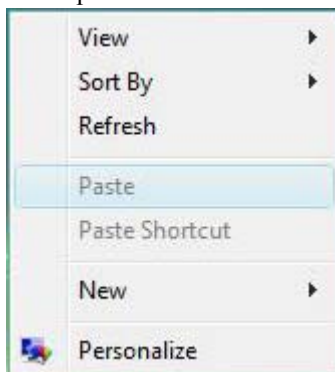 View
Sort By
Refresh
Paste
Paste Shortcut
New
Personalize